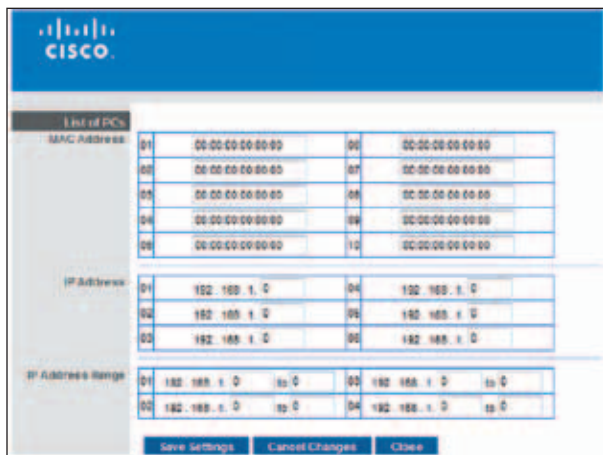 CISCO.
List of PCs
MAC Address
01 00:00:00:00:00:00 06 00:00:00:00:00:00
02 00:00:00:00:00:00 07 00:00:00:00:00:00
03 00:00:00:00:00:00 08 00:00:00:00:00:00
04 00:00:00:00:00:00 09 00:00:00:00:00:00
05 00:00:00:00:00:00 10 00:00:00:00:00:00
IP Address
01 192 . 168 . 1. 0 04 192 . 168 . 1. 0
02 192 . 168 . 1. 0 05 192 . 168 . 1. 0
03 192 . 168 . 1. 0 06 192 . 168 . 1. 0
IP Address Range
01 192 . 168 . 1. 0 to 0 03 192 . 168 . 1. 0 to 0
02 192 . 168 . 1. 0 to 0 04 192 . 168 . 1. 0 to 0
Save Settings Cancel Changes Close